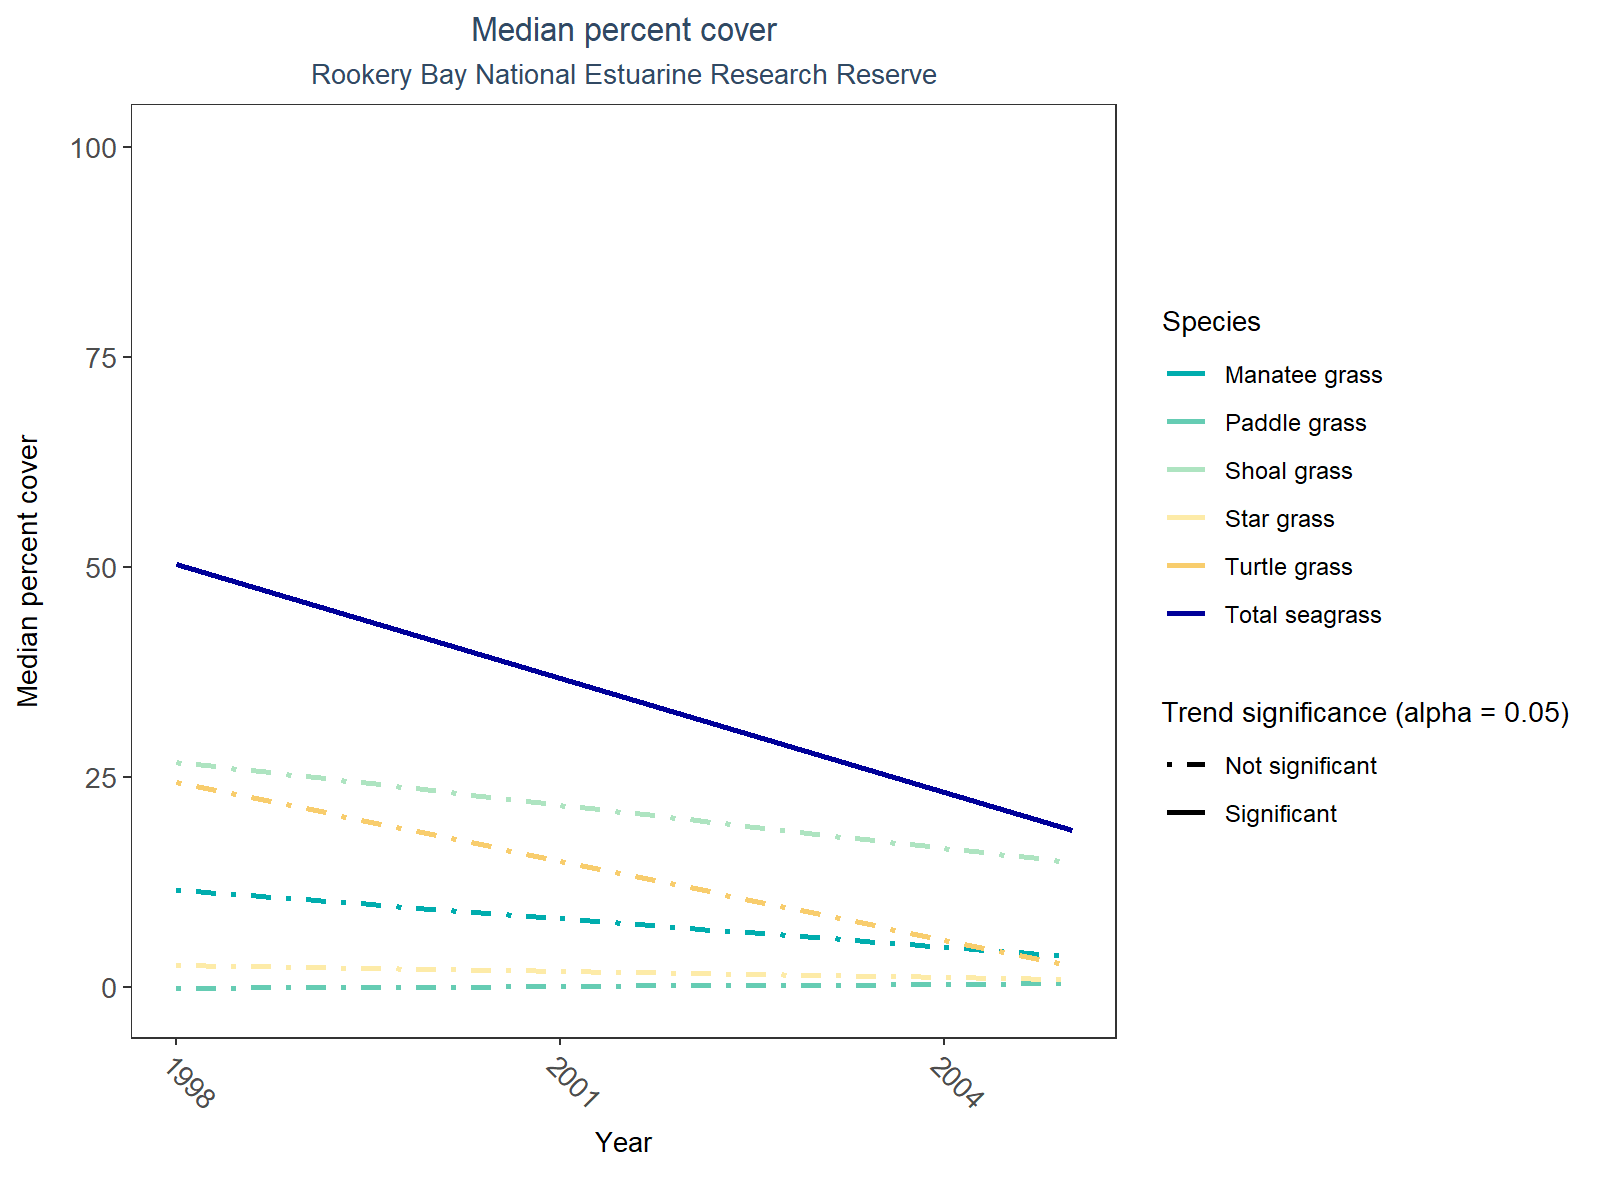 Median percent cover
Rookery Bay National Estuarine Research Reserve
Median percent cover
100
75
50
25
0
1998
2001
2004
Year
Species
Manatee grass
Paddle grass
Shoal grass
Star grass
Turtle grass
Total seagrass
Trend significance (alpha = 0.05)
Not significant
Significant